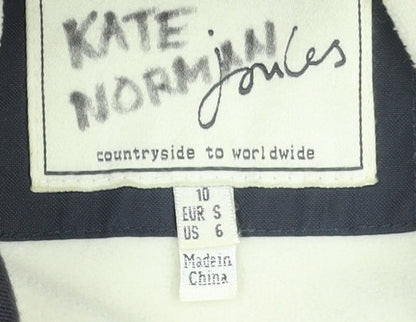 KATE
NORMAN
Joules
countryside to worldwide
10
EUR S
US 6
Made in
China